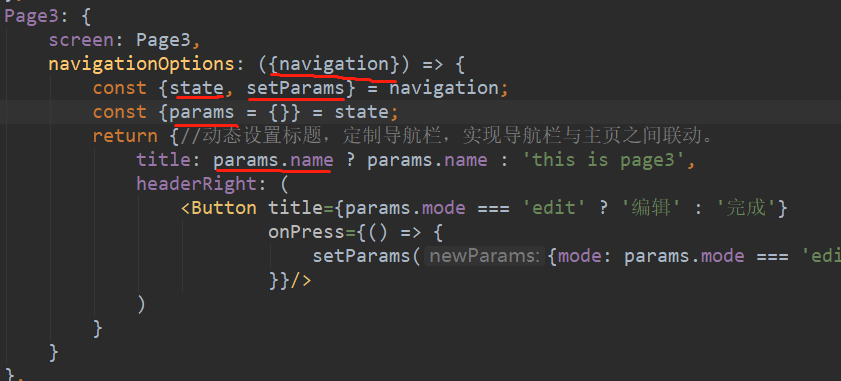 Page3: {
screen: Page3,
navigationOptions: ({navigation}) => {
const {state, setParams} = navigation;
const {params = {}} = state;
return {//动态设置标题，定制导航栏，实现导航栏与主页之间联动。
title: params.name ? params.name : 'this is page3',
headerRight: (
<Button title={params.mode === 'edit' ? '编辑' : '完成'}
onPress={() => {
setParams( newParams: {mode: params.mode === 'edi
}}/>
)
}
}
},